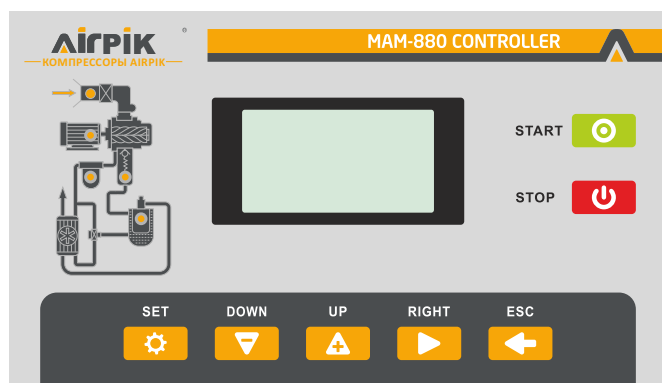 AIRPIK ®
КОМПРЕССОРЫ AIRPIK
MAM-880 CONTROLLER
START
STOP
SET
DOWN
UP
RIGHT
ESC